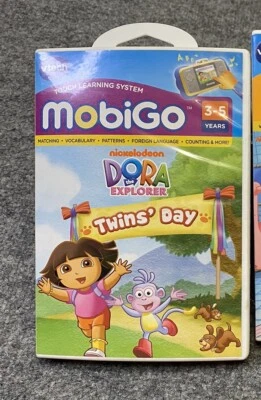 vtech
TOUCH LEARNING SYSTEM
MOBIGO™
3-5
YEARS
MATCHING • VOCABULARY • PATTERNS • FOREIGN LANGUAGE • COUNTING & MORE!
nickelodeon
DORA
the
EXPLORER
Twins' Day